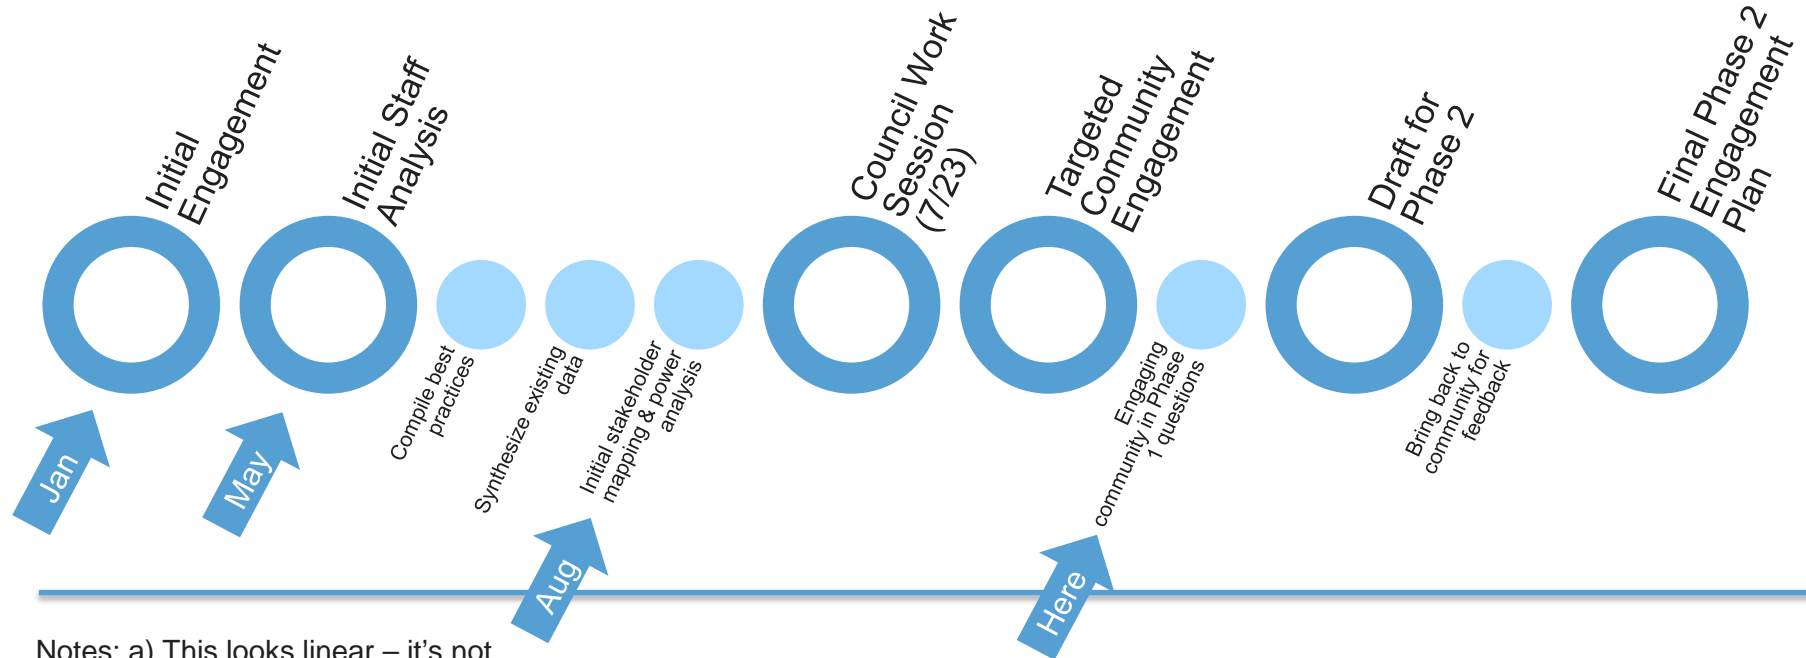 Initial
Engagement
Initial Staff
Analysis
Council Work
Session
(7/23)
Targeted
Community
Engagement
Draft for
Phase 2
Final Phase 2
Engagement
Plan
Compile best
practices
Synthesize existing
data
Initial stakeholder
mapping & power
analysis
Engaging
community in Phase
1 questions
Bring back to
community for
feedback
Jan
May
Aug
Here
Notes: a) This looks linear – it's not